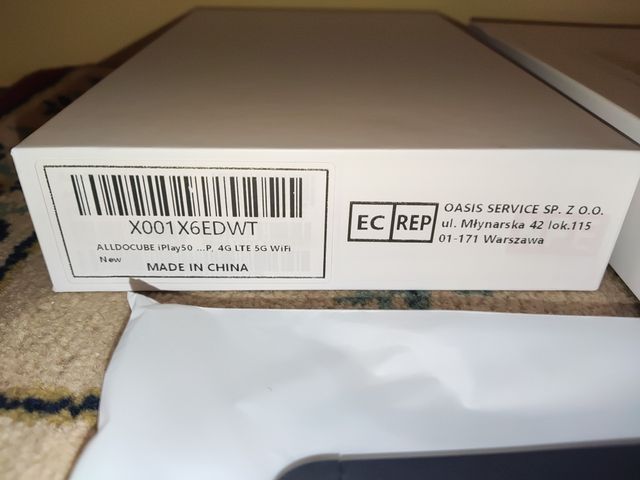 X001X6EDWT
ALLDOCUBE iPlay50 ...P, 4G LTE 5G WiFi
New
MADE IN CHINA
EC REP
OASIS SERVICE SP. Z O.O.
ul. Młynarska 42 lok.115
01-171 Warszawa